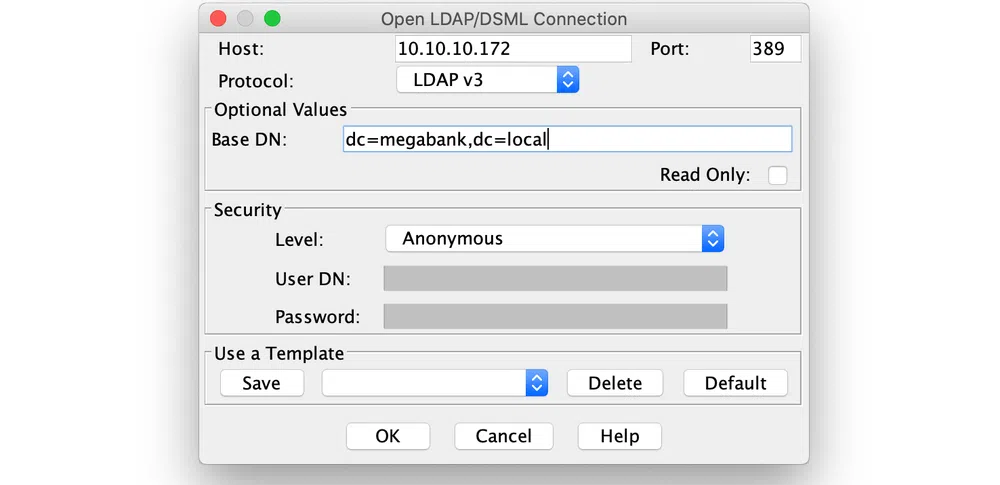 Open LDAP/DSML Connection
Host: 10.10.10.172 Port: 389
Protocol: LDAP v3
Optional Values
Base DN: dc=megabank,dc=local
Read Only:
Security
Level: Anonymous
User DN:
Password:
Use a Template
Save Delete Default
OK Cancel Help